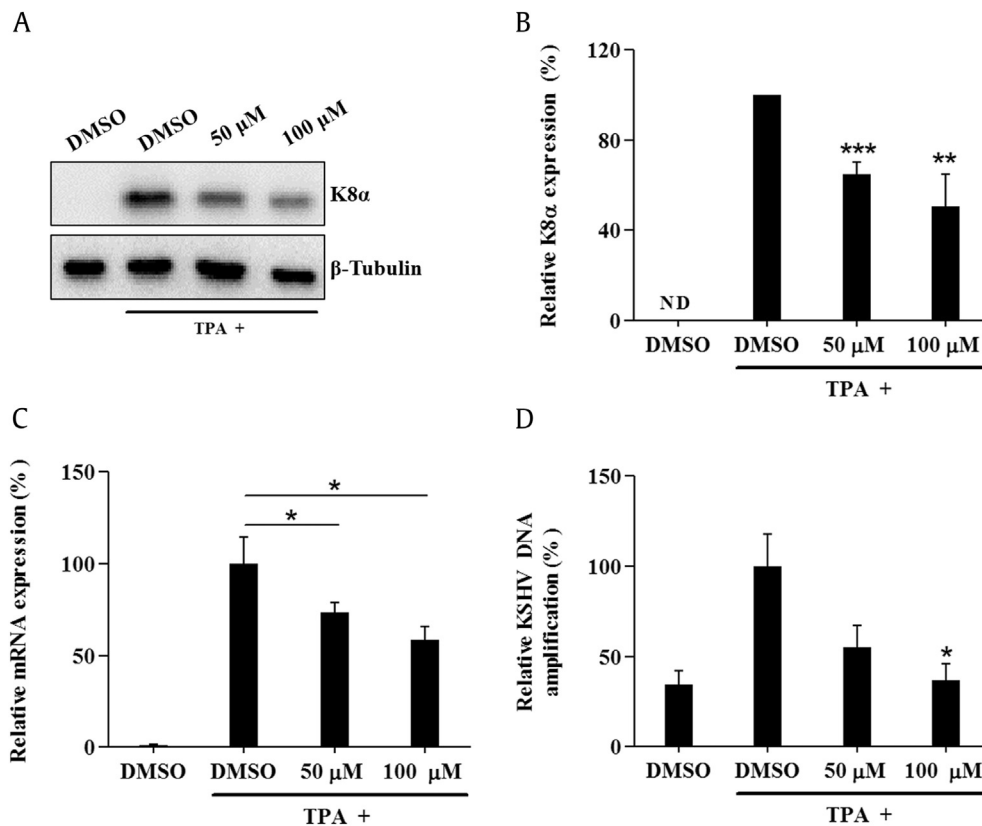 A
DMSO DMSO 50 μM 100 μM
K8α
β-Tubulin
TPA +
B
Relative K8α expression (%)
120
80
40
0
ND
***
**
DMSO DMSO 50 μM 100 μM
TPA +
C
Relative mRNA expression (%)
150
100
50
0
*
*
DMSO DMSO 50 μM 100 μM
TPA +
D
Relative KSHV DNA
amplification (%)
150
100
50
0
*
DMSO DMSO 50 μM 100 μM
TPA +